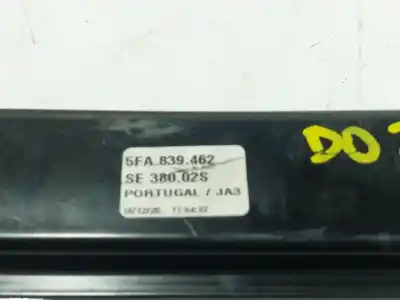 5FA.839.462
SE 380.02S
PORTUGAL / JA3
DO